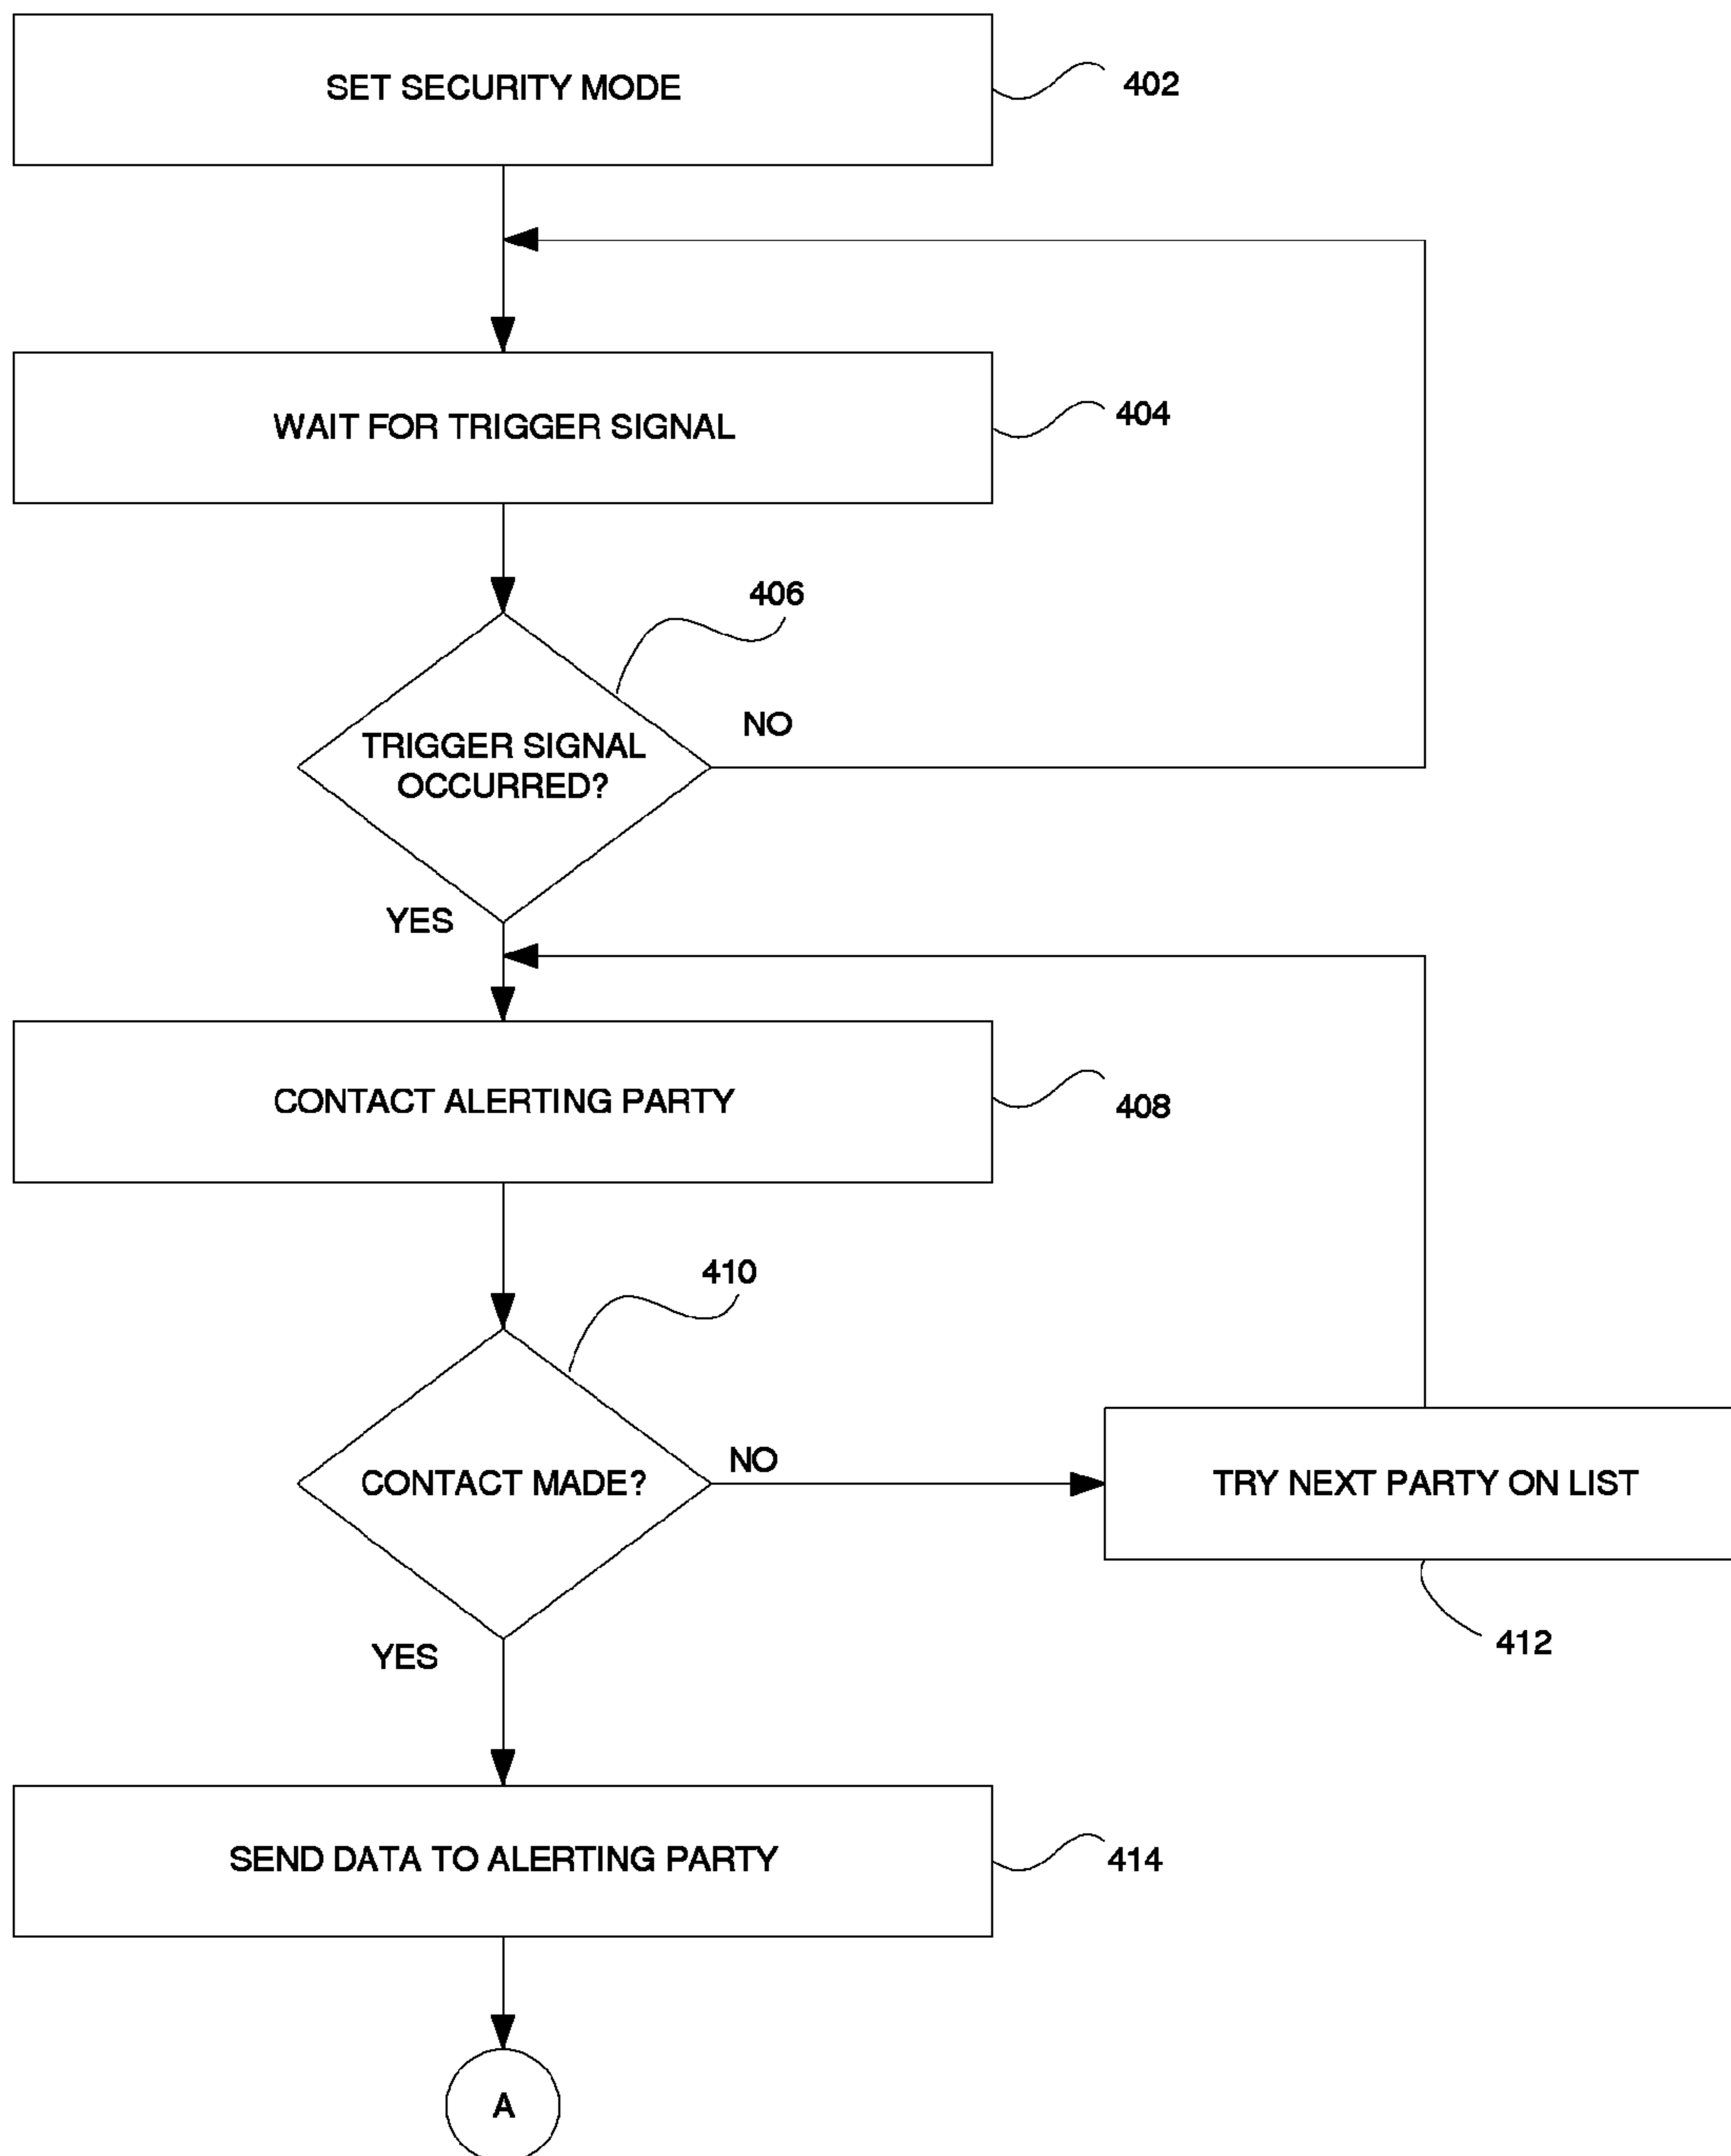 SET SECURITY MODE
402
WAIT FOR TRIGGER SIGNAL
404
406
TRIGGER SIGNAL
OCCURRED?
NO
YES
CONTACT ALERTING PARTY
408
410
CONTACT MADE?
NO
TRY NEXT PARTY ON LIST
412
YES
SEND DATA TO ALERTING PARTY
414
A